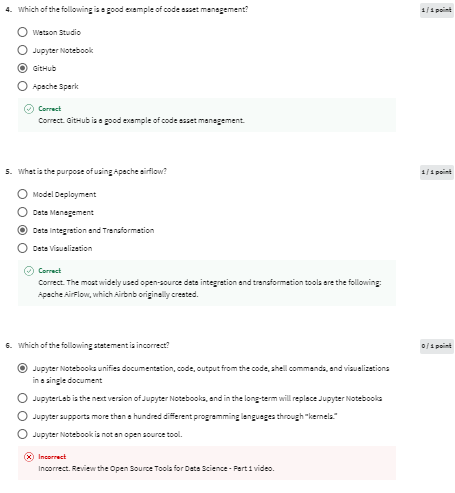 4. Which of the following is a good example of code asset management?
1 / 1 point
Watson Studio
Jupyter Notebook
GitHub
Apache Spark
Correct
Correct. GitHub is a good example of code asset management.
5. What is the purpose of using Apache airflow?
1 / 1 point
Model Deployment
Data Management
Data Integration and Transformation
Data Visualization
Correct
Correct. The most widely used open-source data integration and transformation tools are the following:
Apache AirFlow, which Airbnb originally created.
6. Which of the following statement is incorrect?
0 / 1 point
Jupyter Notebooks unifies documentation, code, output from the code, shell commands, and visualizations
in a single document
JupyterLab is the next version of Jupyter Notebooks, and in the long-term will replace Jupyter Notebooks
Jupyter supports more than a hundred different programming languages through "kernels."
Jupyter Notebook is not an open source tool.
Incorrect
Incorrect. Review the Open Source Tools for Data Science - Part 1 video.